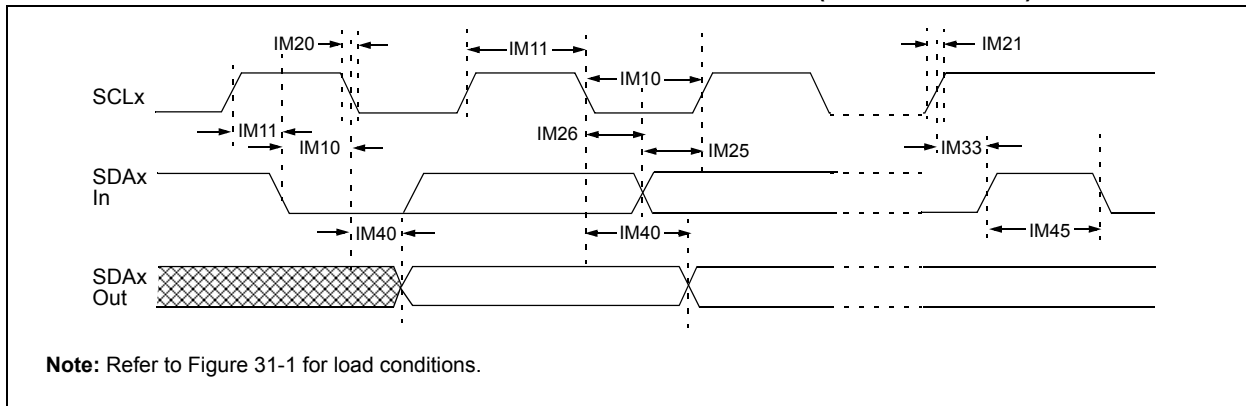 IM20
IM11
IM21
SCLx
IM10
IM11
IM10
IM26
IM25
IM33
SDAx
In
IM40
IM40
IM45
SDAx
Out
Note: Refer to Figure 31-1 for load conditions.